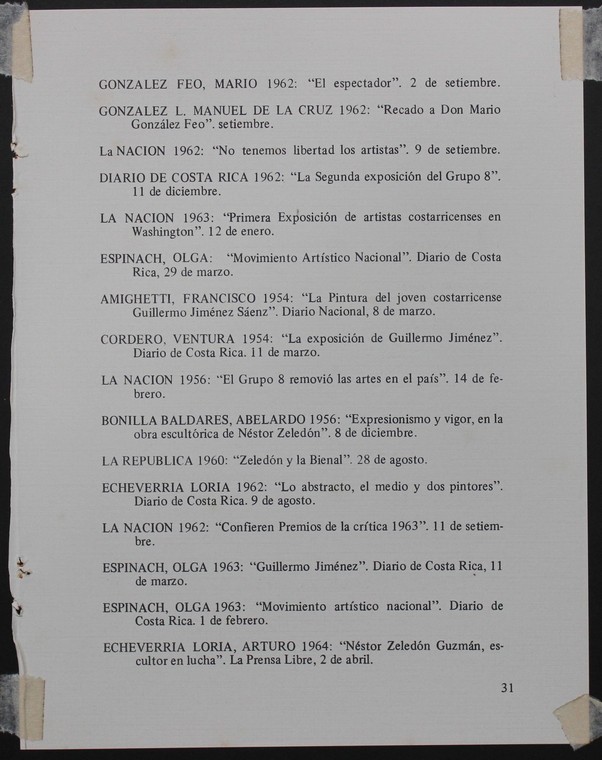 GONZALEZ FEO, MARIO 1962: “El espectador”. 2 de setiembre.
GONZALEZ L. MANUEL DE LA CRUZ 1962: “Recado a Don Mario
González Feo”. setiembre.
La NACION 1962: “No tenemos libertad los artistas”. 9 de setiembre.
DIARIO DE COSTA RICA 1962: “La Segunda exposición del Grupo 8”.
11 de diciembre.
LA NACION 1963: “Primera Exposición de artistas costarricenses en
Washington”. 12 de enero.
ESPINACH, OLGA: “Movimiento Artístico Nacional”. Diario de Costa
Rica, 29 de marzo.
AMIGHETTI, FRANCISCO 1954: “La Pintura del joven costarricense
Guillermo Jiménez Sáenz”. Diario Nacional, 8 de marzo.
CORDERO, VENTURA 1954: “La exposición de Guillermo Jiménez”.
Diario de Costa Rica. 11 de marzo.
LA NACION 1956: “El Grupo 8 removió las artes en el país”. 14 de fe-
brero.
BONILLA BALDARES, ABELARDO 1956: “Expresionismo y vigor, en la
obra escultórica de Néstor Zeledón”. 8 de diciembre.
LA REPUBLICA 1960: “Zeledón y la Bienal”. 28 de agosto.
ECHEVERRIA LORIA 1962: “Lo abstracto, el medio y dos pintores”.
Diario de Costa Rica. 9 de agosto.
LA NACION 1962: “Confieren Premios de la crítica 1963”. 11 de setiem-
bre.
ESPINACH, OLGA 1963: “Guillermo Jiménez”. Diario de Costa Rica, 11
de marzo.
ESPINACH, OLGA 1963: “Movimiento artístico nacional”. Diario de
Costa Rica. 1 de febrero.
ECHEVERRIA LORIA, ARTURO 1964: “Néstor Zeledón Guzmán, es-
cultor en lucha”. La Prensa Libre, 2 de abril.
31